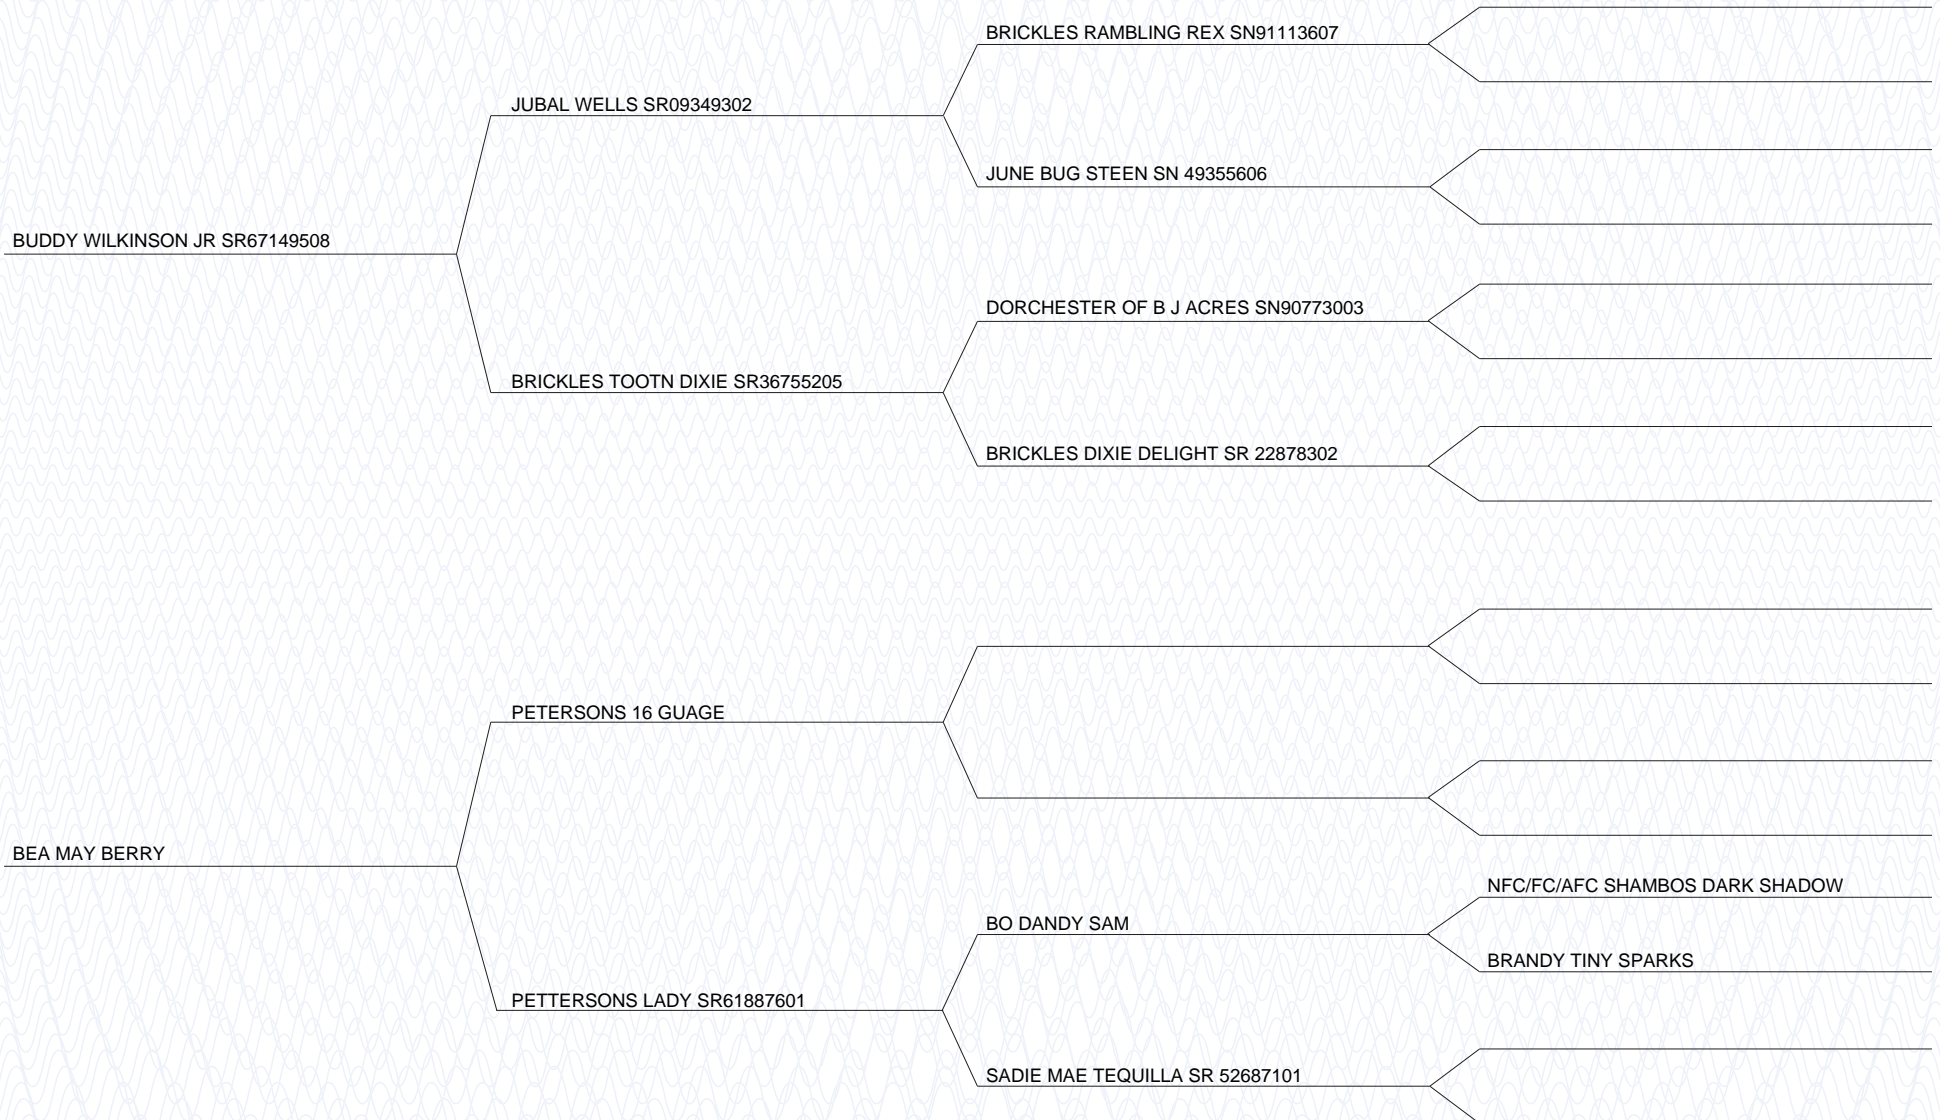 BRICKLES RAMBLING REX SN91113607
JUBAL WELLS SR09349302
JUNE BUG STEEN SN 49355606
BUDDY WILKINSON JR SR67149508
DORCHESTER OF B J ACRES SN90773003
BRICKLES TOOTN DIXIE SR36755205
BRICKLES DIXIE DELIGHT SR 22878302
PETERSONS 16 GUAGE
BEA MAY BERRY
NFC/FC/AFC SHAMBOS DARK SHADOW
BO DANDY SAM
BRANDY TINY SPARKS
PETTERSONS LADY SR61887601
SADIE MAE TEQUILLA SR 52687101